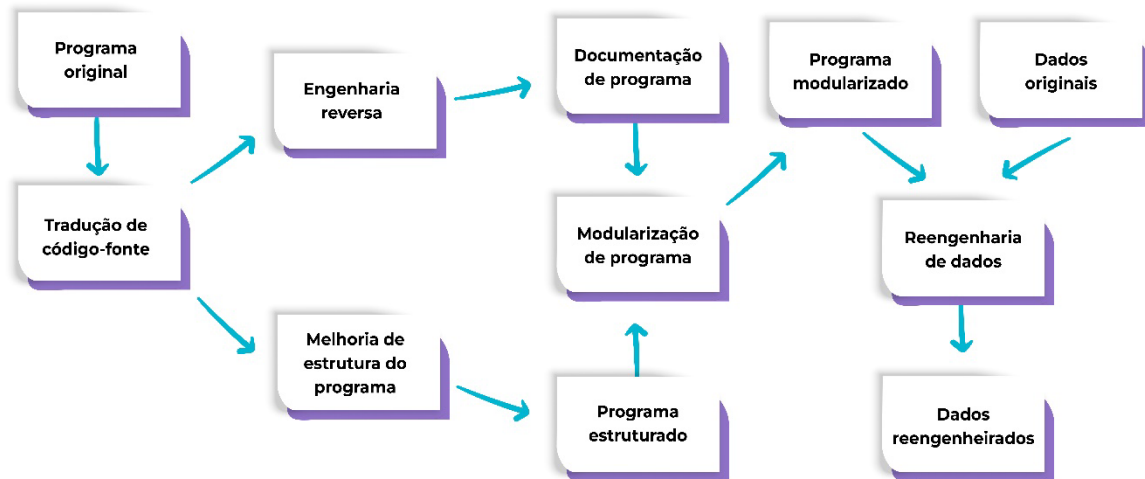 Programa
original
Engenharia
reversa
Documentação
de programa
Programa
modularizado
Dados
originais
Tradução de
código-fonte
Modularização
de programa
Reengenharia
de dados
Melhoria de
estrutura do
programa
Programa
estruturado
Dados
reengenheirados